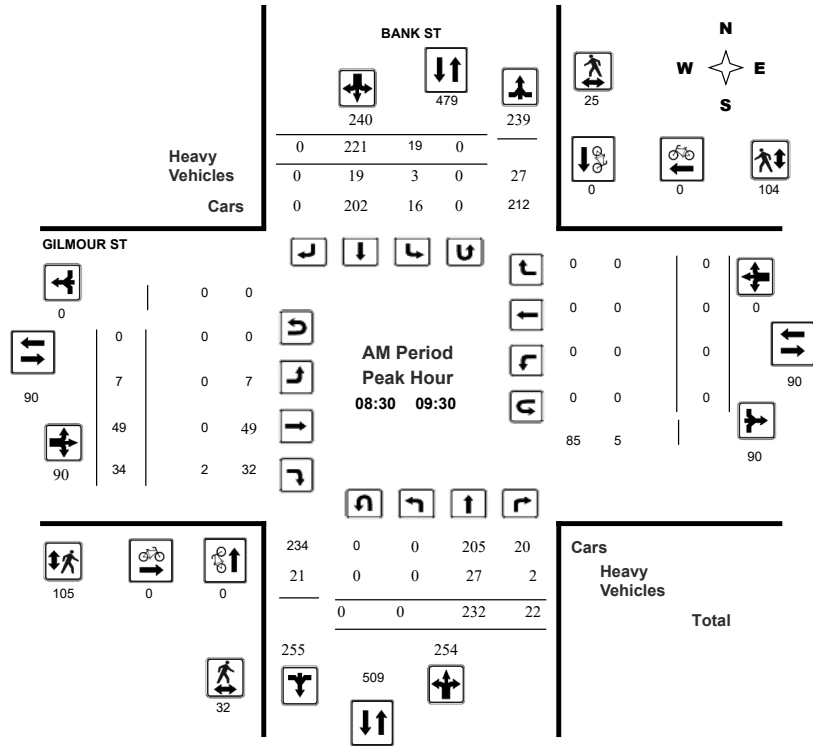 BANK ST
N
W E
S
479
25
240 239
0 221 19 0
Heavy
Vehicles
0 19 3 0 27
Cars 0 202 16 0 212
0 0 104
GILMOUR ST
0 0 0
0 0 0
0 0 0 0
0 0 0 0
90
7 0 7
AM Period
Peak Hour
08:30 09:30
0 0 0
90
49 0 49
0 0 0
85 5
90
34 2 32
90
234 0 0 205 20 Cars
21 0 0 27 2 Heavy
Vehicles
105 0 0
0 0 232 22 Total
255 254
509
32